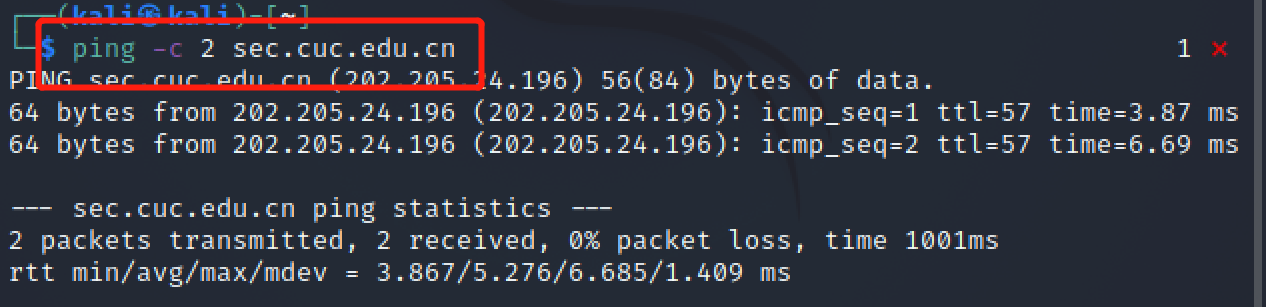 ┌──(kali㉿kali)-[~]
└─$ ping -c 2 sec.cuc.edu.cn 1 ⨯
PING sec.cuc.edu.cn (202.205.24.196) 56(84) bytes of data.
64 bytes from 202.205.24.196 (202.205.24.196): icmp_seq=1 ttl=57 time=3.87 ms
64 bytes from 202.205.24.196 (202.205.24.196): icmp_seq=2 ttl=57 time=6.69 ms
--- sec.cuc.edu.cn ping statistics ---
2 packets transmitted, 2 received, 0% packet loss, time 1001ms
rtt min/avg/max/mdev = 3.867/5.276/6.685/1.409 ms